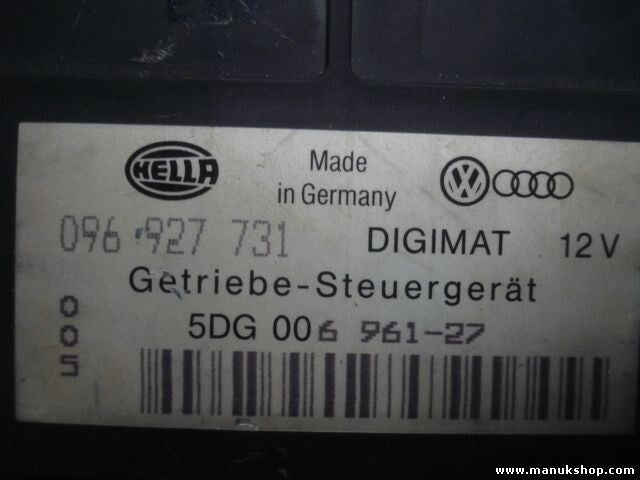 HELLA
Made
in Germany
VW
096 927 731 DIGIMAT 12 V
Getriebe-Steuergerät
5DG 006 961-27
005
www.manukshop.com